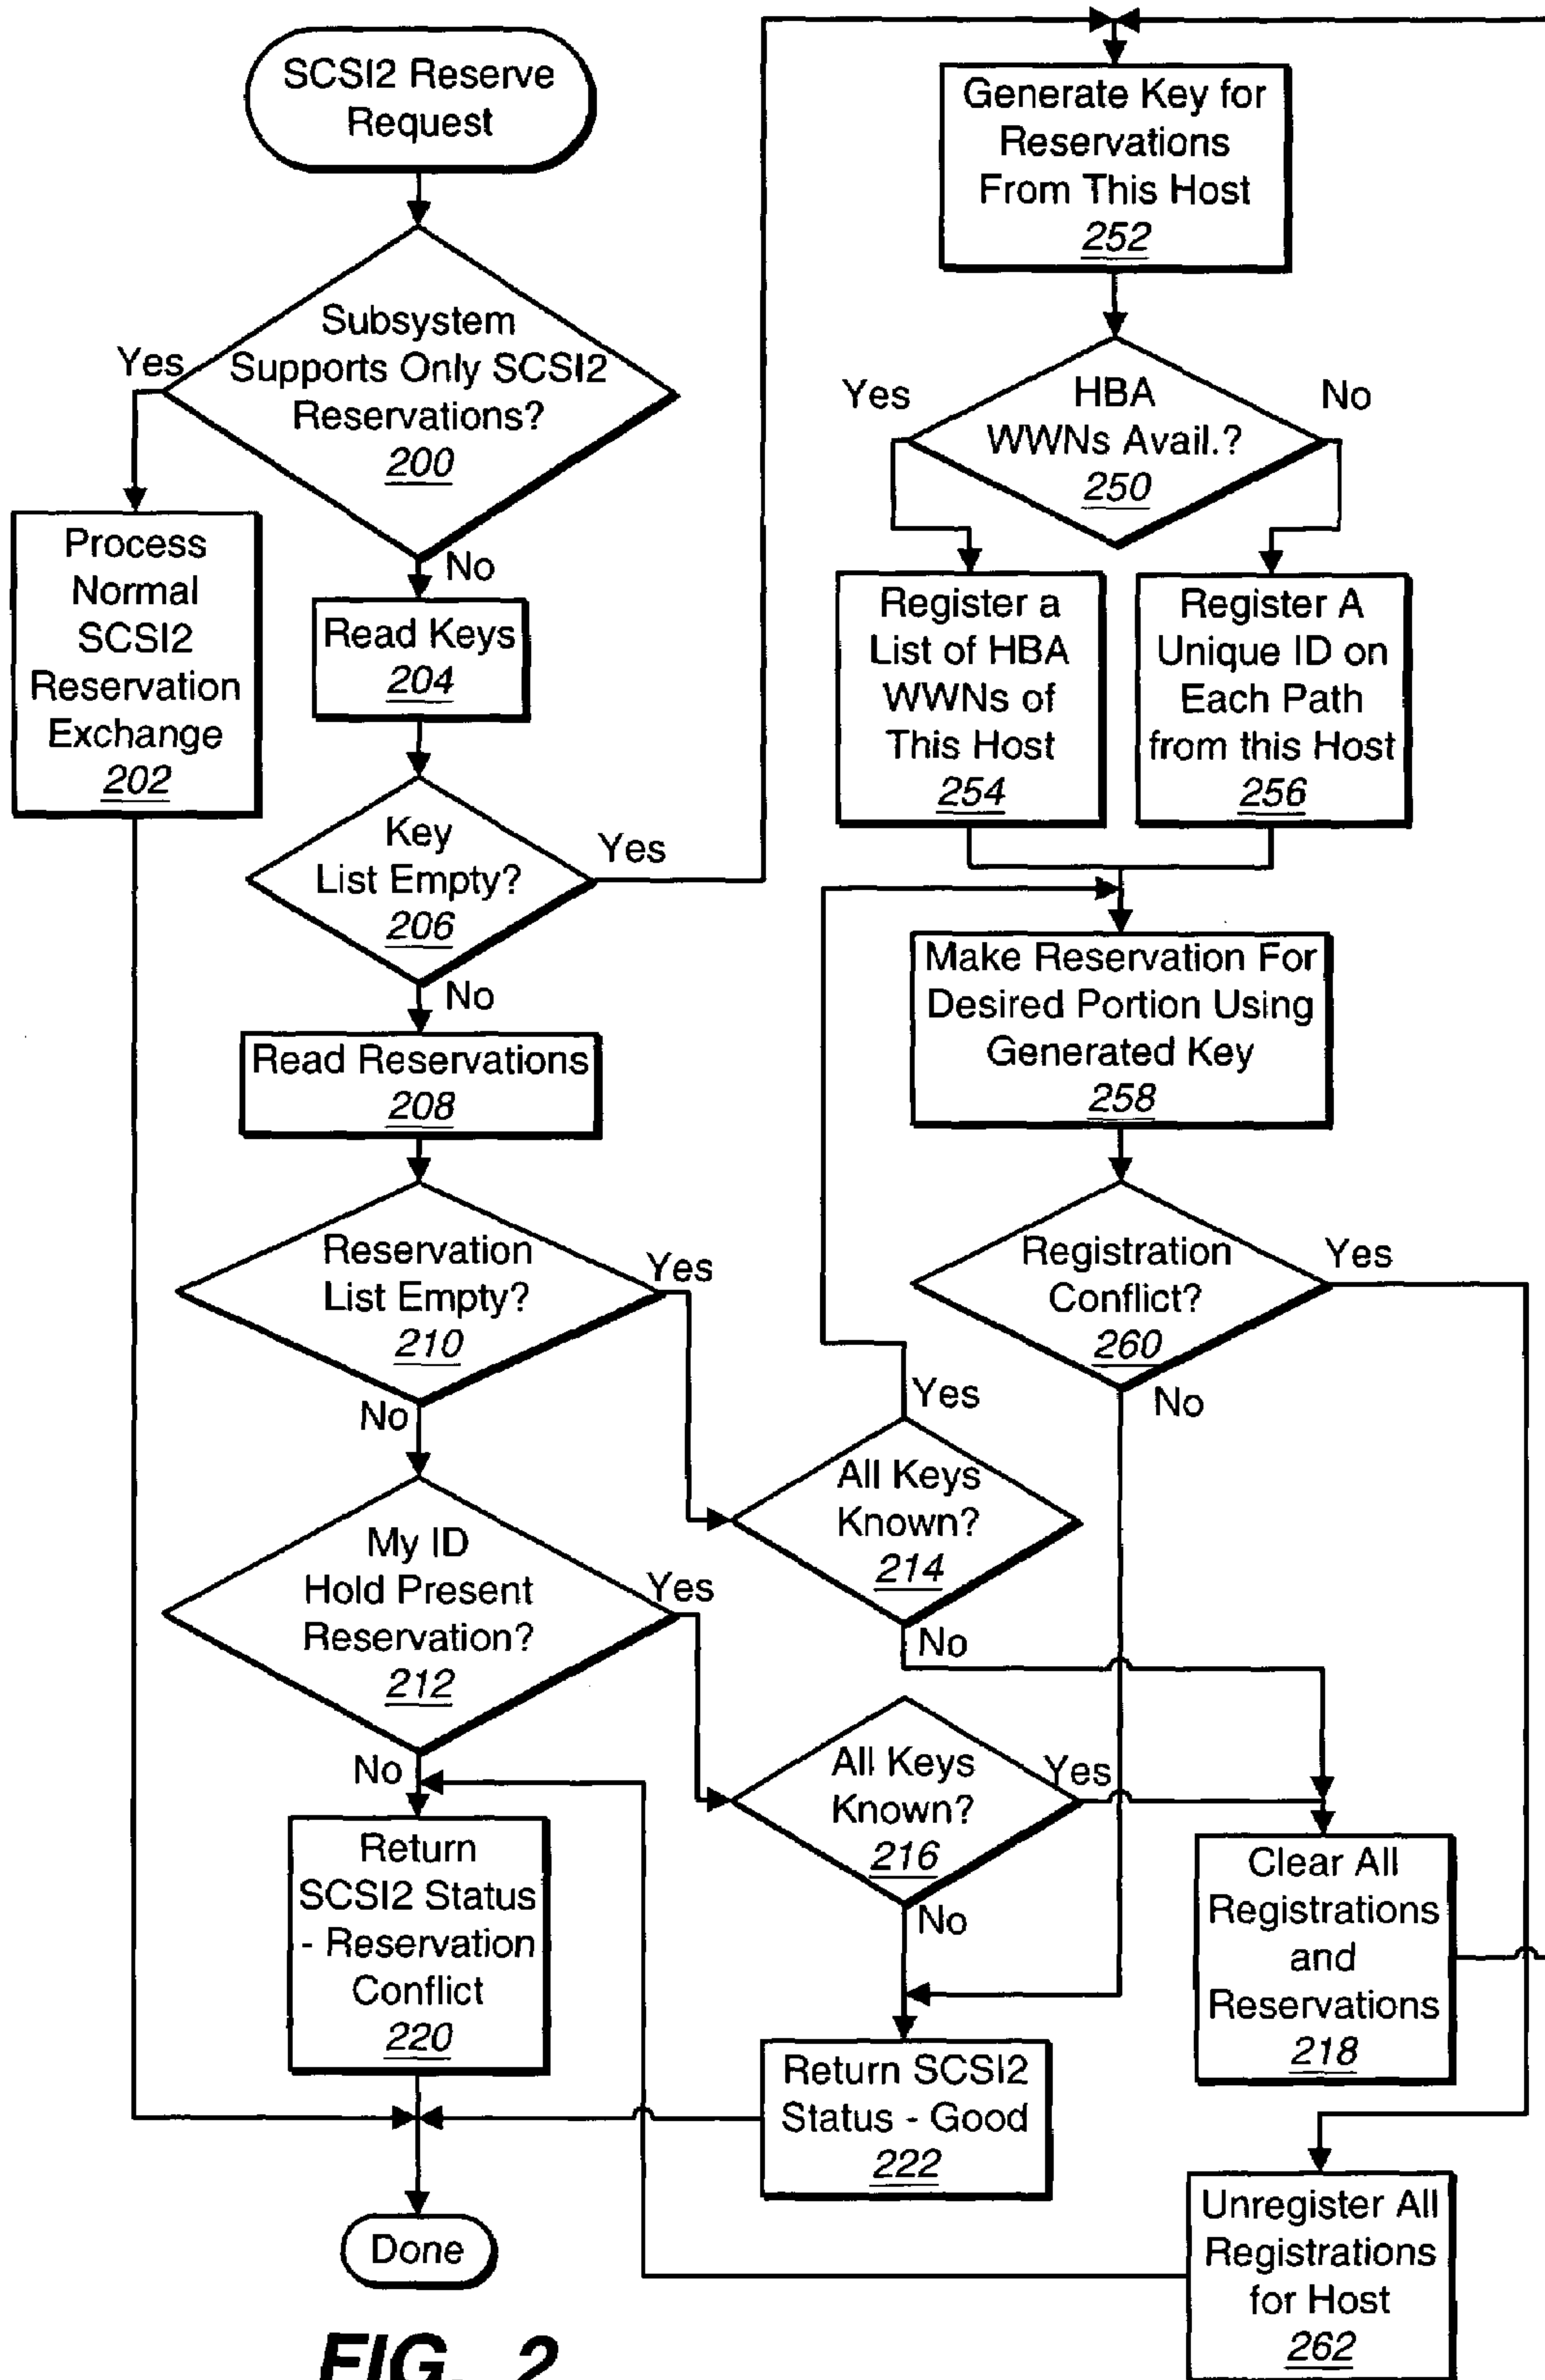 SCSI2 Reserve
Request
Subsystem
Supports Only SCSI2
Reservations?
200
Yes
No
Process
Normal
SCSI2
Reservation
Exchange
202
Read Keys
204
Key
List Empty?
206
Yes
No
Read Reservations
208
Reservation
List Empty?
210
Yes
No
My ID
Hold Present
Reservation?
212
Yes
No
Return
SCSI2 Status
- Reservation
Conflict
220
Done
Generate Key for
Reservations
From This Host
252
HBA
WWNs Avail.?
250
Yes
No
Register a
List of HBA
WWNs of
This Host
254
Register A
Unique ID on
Each Path
from this Host
256
Make Reservation For
Desired Portion Using
Generated Key
258
Registration
Conflict?
260
Yes
No
All Keys
Known?
214
Yes
No
All Keys
Known?
216
Yes
No
Clear All
Registrations
and
Reservations
218
Return SCSI2
Status - Good
222
Unregister All
Registrations
for Host
262
FIG. 2